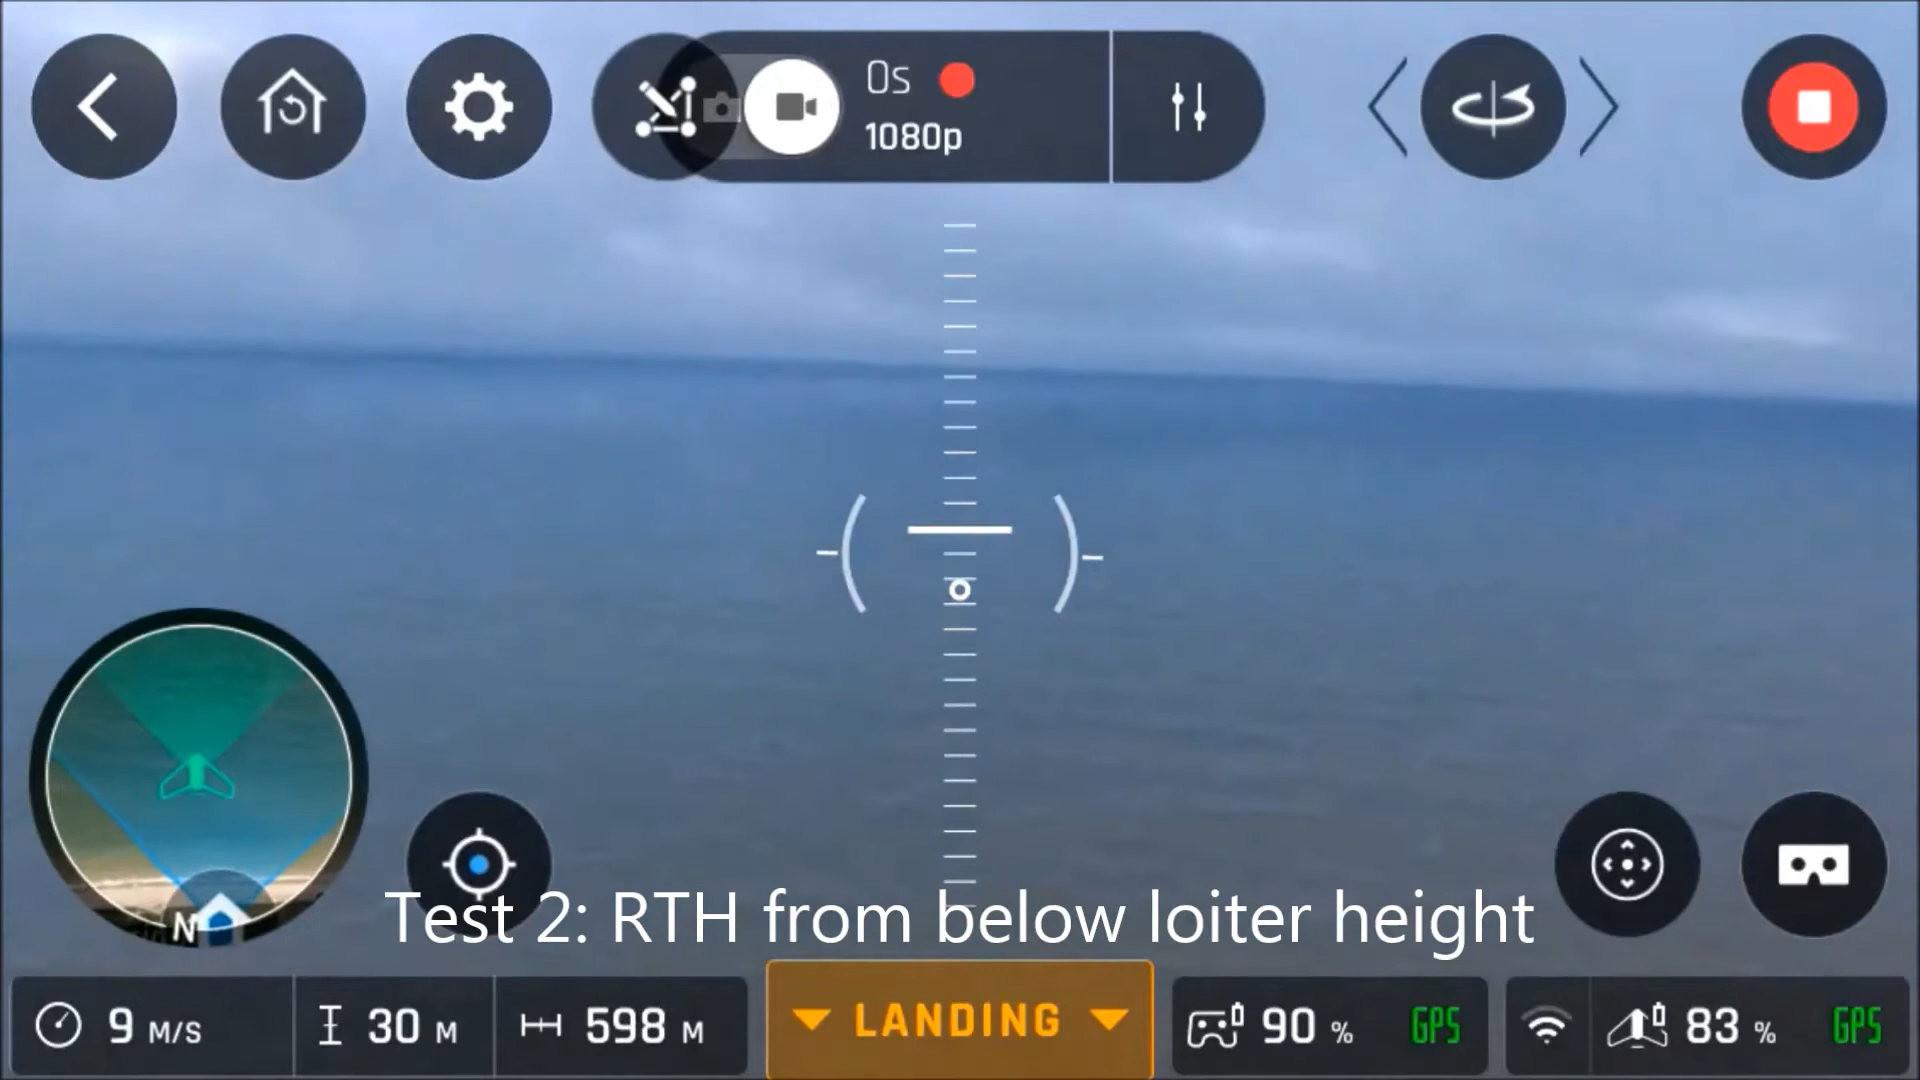 0s
1080p
N
Test 2: RTH from below loiter height
9 M/S
30 M
598 M
LANDING
90 %
GPS
83 %
GPS